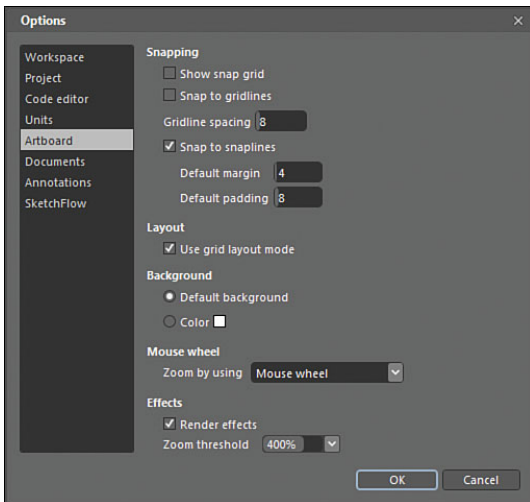 Options
Workspace
Project
Code editor
Units
Artboard
Documents
Annotations
SketchFlow
Snapping
Show snap grid
Snap to gridlines
Gridline spacing 8
Snap to snaplines
Default margin 4
Default padding 8
Layout
Use grid layout mode
Background
Default background
Color
Mouse wheel
Zoom by using Mouse wheel
Effects
Render effects
Zoom threshold 400%
OK Cancel